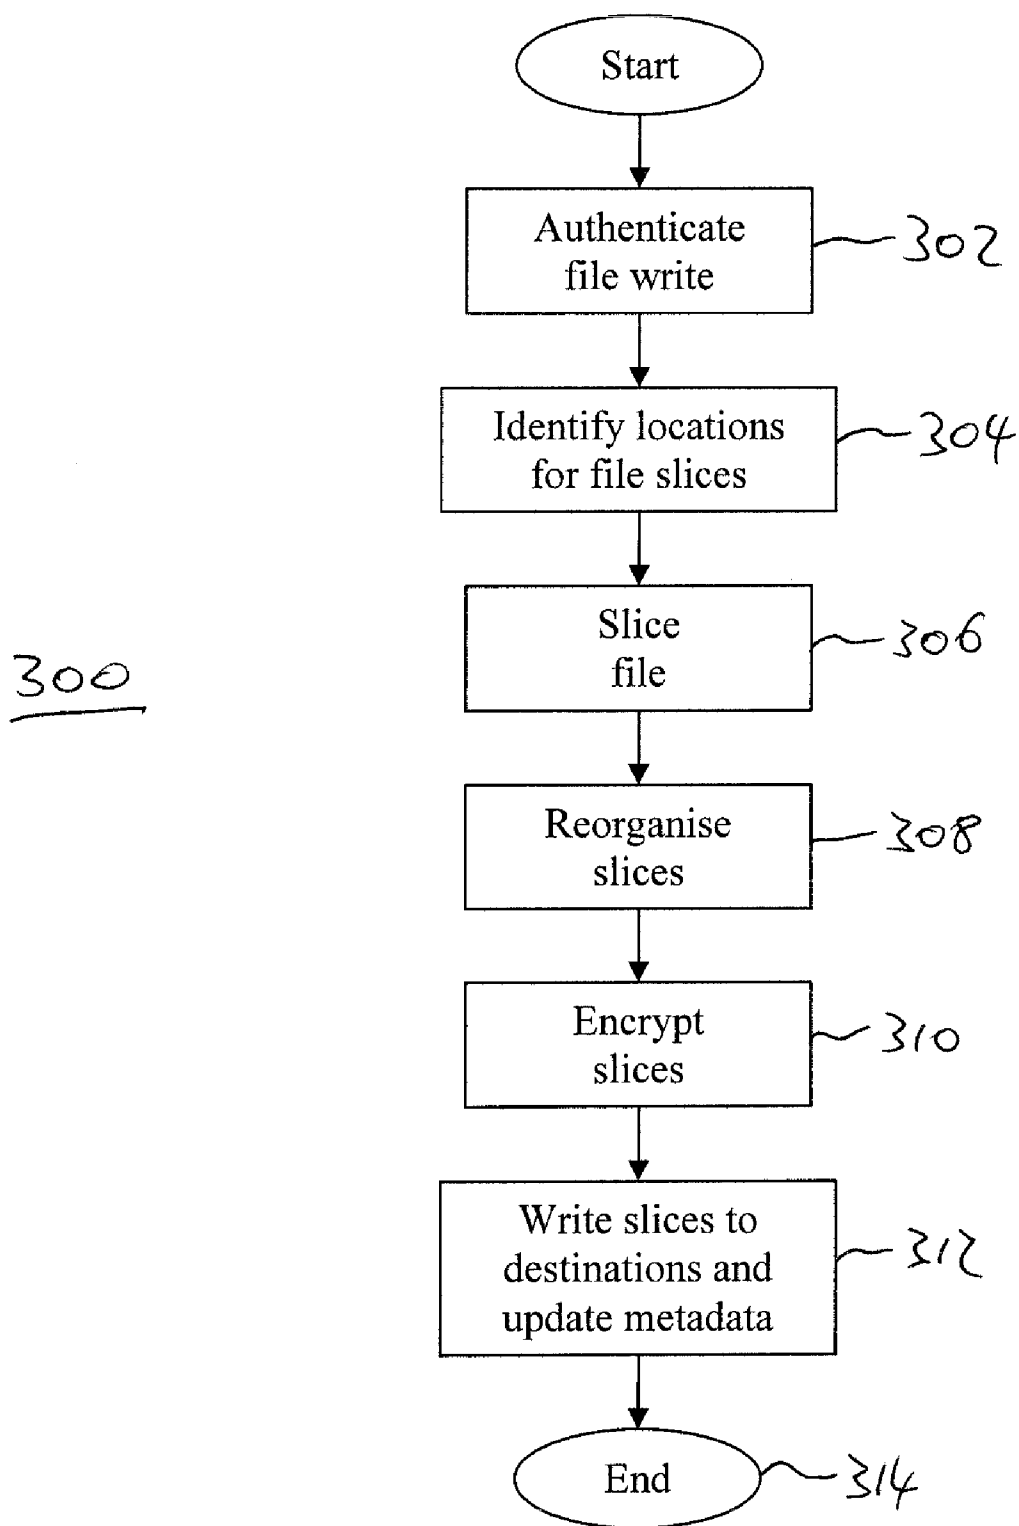 Start
Authenticate
file write
302
Identify locations
for file slices
304
Slice
file
306
300
Reorganise
slices
308
Encrypt
slices
310
Write slices to
destinations and
update metadata
312
End
314